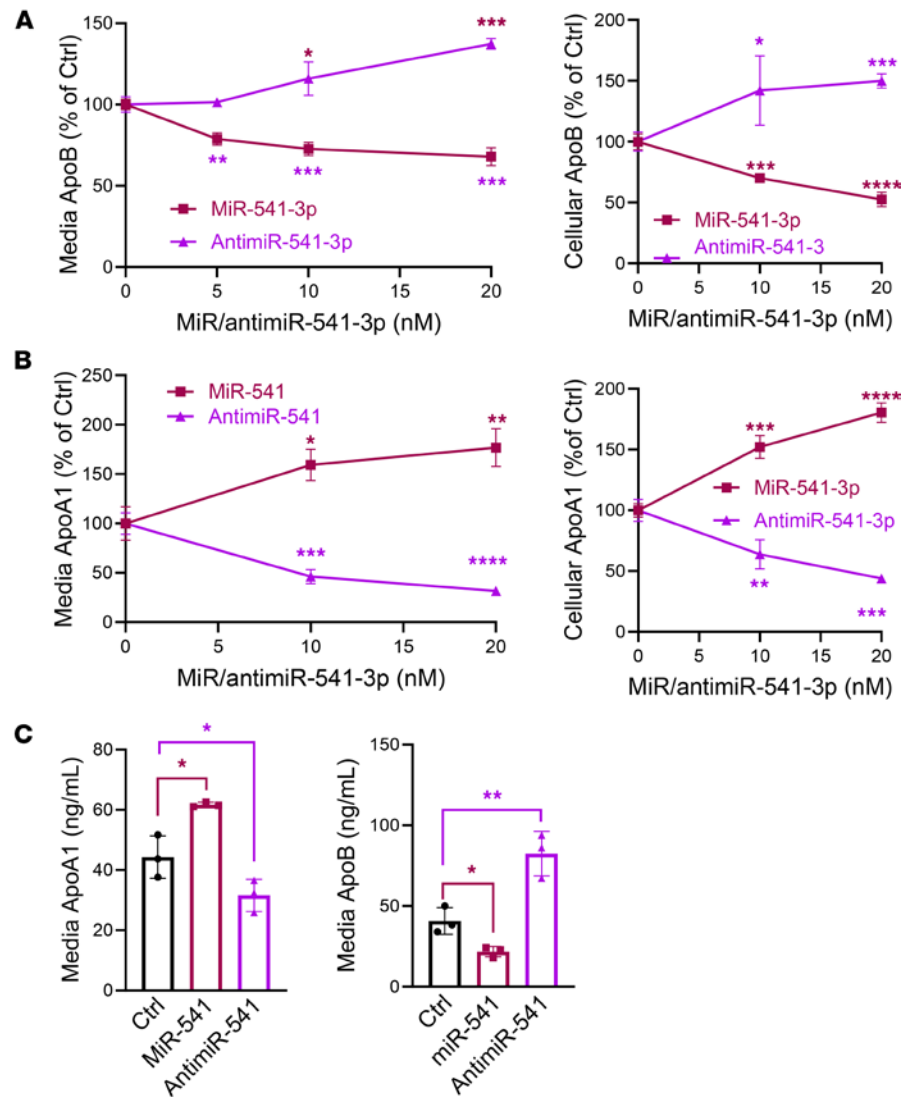 A
Media ApoB (% of Ctrl)
150
100
50
0
***
*
**
***
***
MiR-541-3p
AntimiR-541-3p
0 5 10 15 20
MiR/antimiR-541-3p (nM)
Cellular ApoB (% of Ctrl)
200
150
100
50
0
*
***
***
****
MiR-541-3p
AntimiR-541-3
0 5 10 15 20
MiR/antimiR-541-3p (nM)
B
Media ApoA1 (% of Ctrl)
250
200
150
100
50
0
MiR-541
AntimiR-541
*
**
***
****
0 5 10 15 20
MiR/antimiR-541-3p (nM)
Cellular ApoA1 (%of Ctrl)
200
150
100
50
0
***
****
MiR-541-3p
AntimiR-541-3p
**
***
0 5 10 15 20
MiR/antimiR-541-3p (nM)
C
Media ApoA1 (ng/mL)
80
60
40
20
0
*
*
Ctrl
MiR-541
AntimiR-541
Media ApoB (ng/mL)
150
100
50
0
**
*
Ctrl
miR-541
AntimiR-541